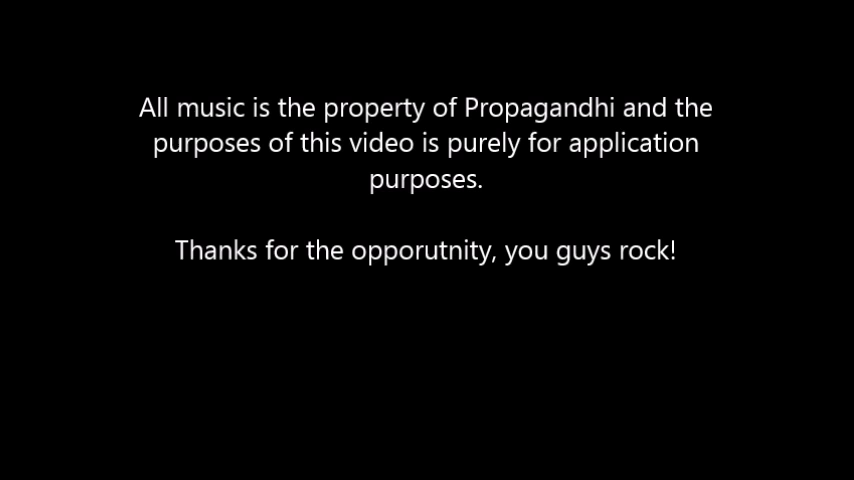 All music is the property of Propagandhi and the
purposes of this video is purely for application
purposes.
Thanks for the opporutnity, you guys rock!